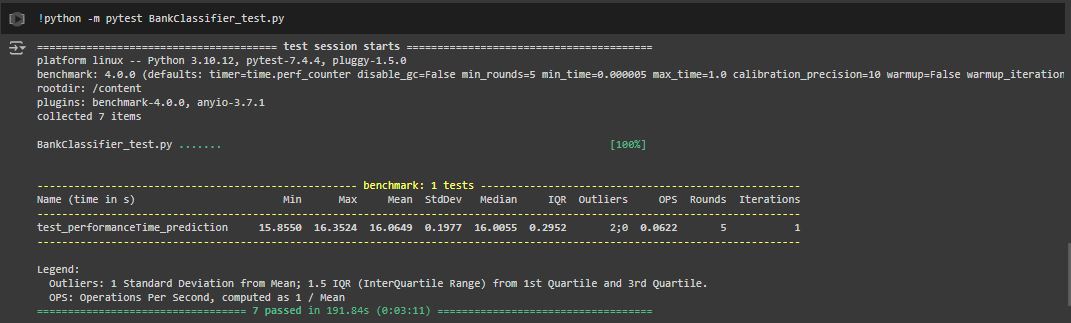 !python -m pytest BankClassifier_test.py
======================================= test session starts ========================================
platform linux -- Python 3.10.12, pytest-7.4.4, pluggy-1.5.0
benchmark: 4.0.0 (defaults: timer=time.perf_counter disable_gc=False min_rounds=5 min_time=0.000005 max_time=1.0 calibration_precision=10 warmup=False warmup_iteration
rootdir: /content
plugins: benchmark-4.0.0, anyio-3.7.1
collected 7 items
BankClassifier_test.py ....... [100%]
---------------------------------------------------- benchmark: 1 tests ----------------------------------------------------
Name (time in s) Min Max Mean StdDev Median IQR Outliers OPS Rounds Iterations
----------------------------------------------------------------------------------------------------------------------------
test_performanceTime_prediction 15.8550 16.3524 16.0649 0.1977 16.0055 0.2952 2;0 0.0622 5 1
----------------------------------------------------------------------------------------------------------------------------
Legend:
Outliers: 1 Standard Deviation from Mean; 1.5 IQR (InterQuartile Range) from 1st Quartile and 3rd Quartile.
OPS: Operations Per Second, computed as 1 / Mean
================================== 7 passed in 191.84s (0:03:11) ===================================